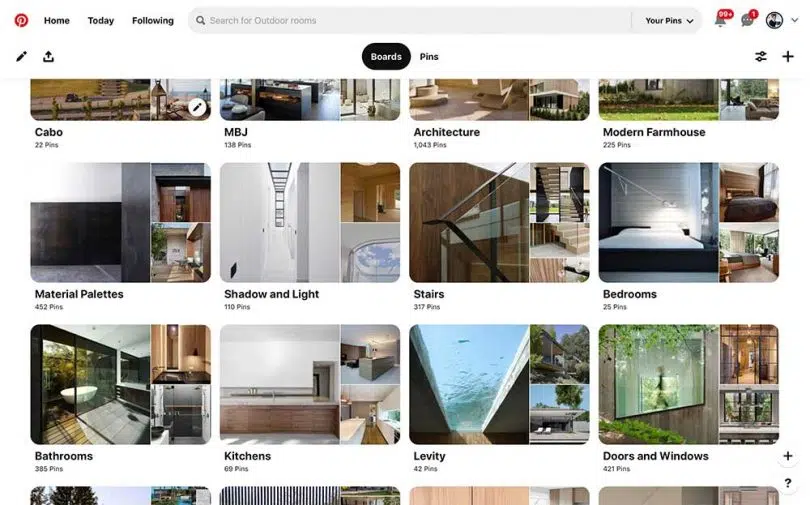 Home
Today
Following
Search for Outdoor rooms
Your Pins
99+
1
Boards
Pins
Cabo
22 Pins
MBJ
138 Pins
Architecture
1,043 Pins
Modern Farmhouse
225 Pins
Material Palettes
452 Pins
Shadow and Light
110 Pins
Stairs
317 Pins
Bedrooms
25 Pins
Bathrooms
385 Pins
Kitchens
69 Pins
Levity
42 Pins
Doors and Windows
421 Pins
?